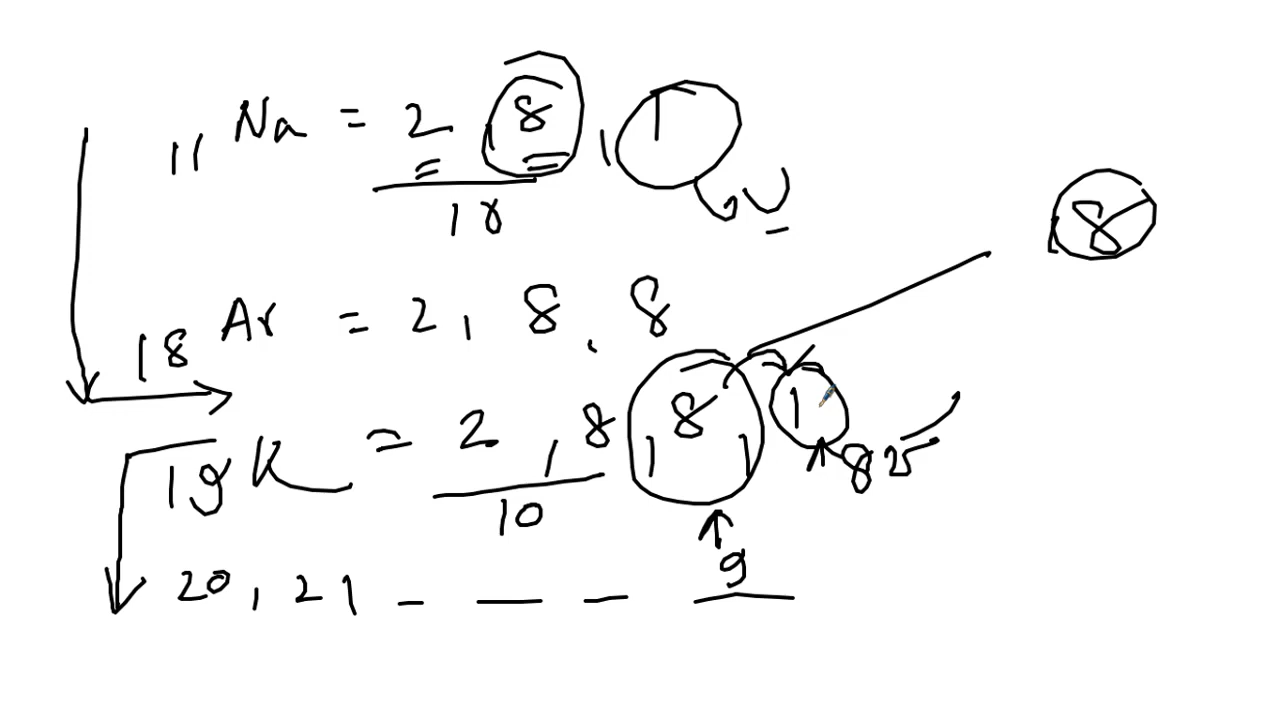 11 Na = 2, 8, 1
18
8
18 Ar = 2, 8, 8
19 K = 2, 8, 8, 1
10
9
20, 21 _ _ _ _